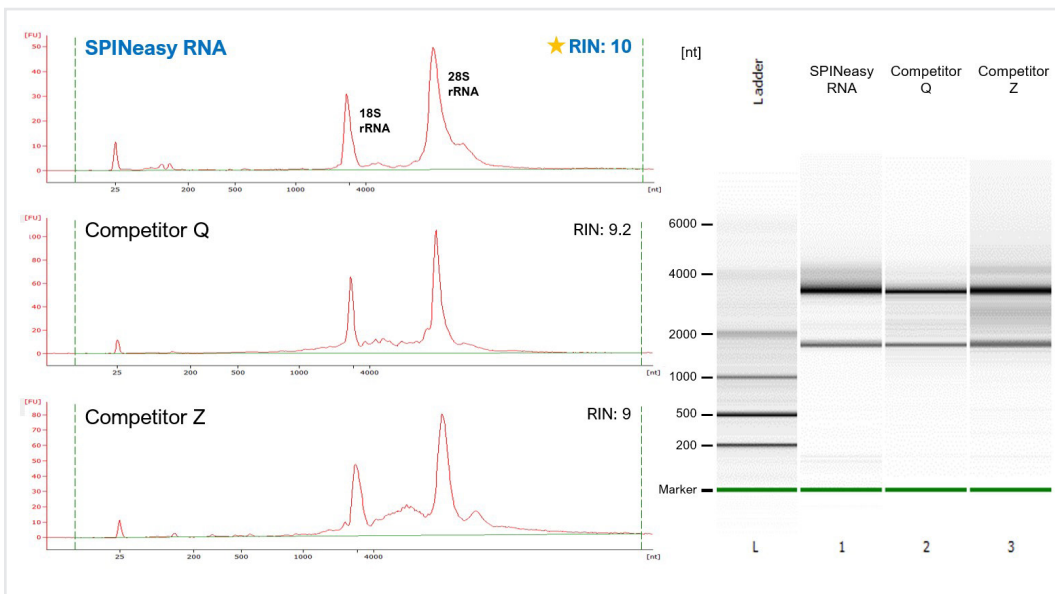 [FU]
SPINeasy RNA
RIN: 10
50
40
30
20
10
0
18S
rRNA
28S
rRNA
25 200 500 1000 4000 [nt]
[FU]
Competitor Q
RIN: 9.2
100
80
60
40
20
0
25 200 500 1000 4000 [nt]
[FU]
Competitor Z
RIN: 9
80
70
60
50
40
30
20
10
0
25 200 500 1000 4000 [nt]
[nt]
Ladder
SPINeasy
RNA
Competitor
Q
Competitor
Z
6000
4000
2000
1000
500
200
Marker
L 1 2 3